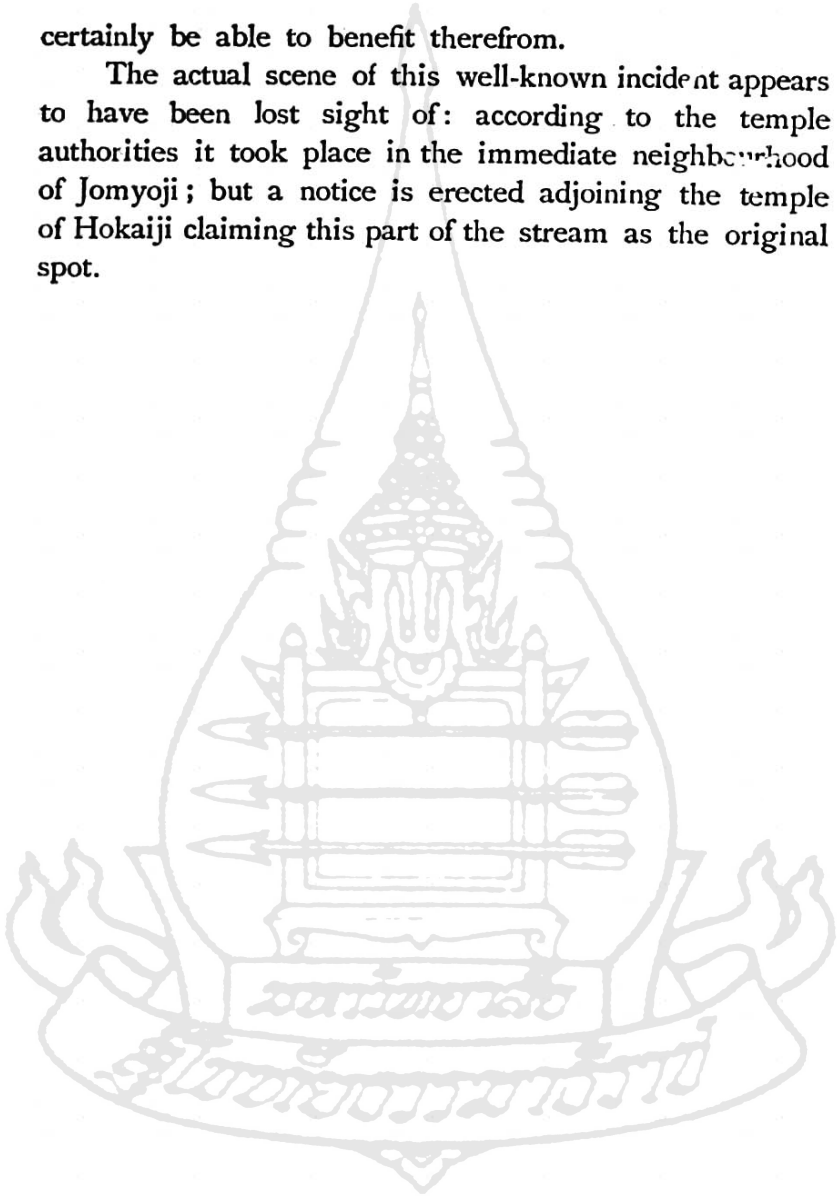 certainly be able to benefit therefrom.
The actual scene of this well-known incident appears
to have been lost sight of: according to the temple
authorities it took place in the immediate neighbourhood
of Jomyoji; but a notice is erected adjoining the temple
of Hokaiji claiming this part of the stream as the original
spot.